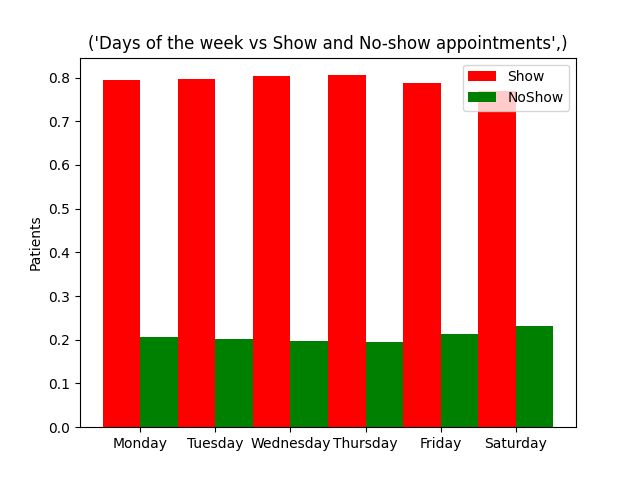 ('Days of the week vs Show and No-show appointments',)
Show
NoShow
0.8
0.7
0.6
0.5
0.4
0.3
0.2
0.1
0.0
Patients
Monday Tuesday Wednesday Thursday Friday Saturday